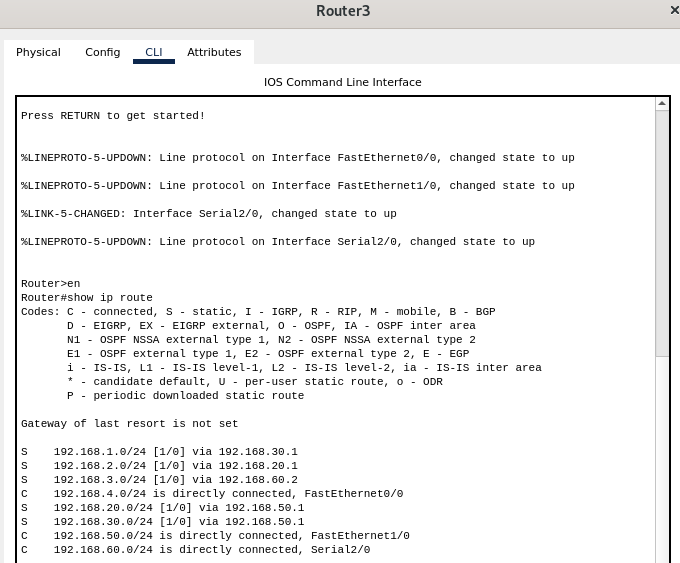 Router3
Physical Config CLI Attributes
IOS Command Line Interface
Press RETURN to get started!
%LINEPROTO-5-UPDOWN: Line protocol on Interface FastEthernet0/0, changed state to up
%LINEPROTO-5-UPDOWN: Line protocol on Interface FastEthernet1/0, changed state to up
%LINK-5-CHANGED: Interface Serial2/0, changed state to up
%LINEPROTO-5-UPDOWN: Line protocol on Interface Serial2/0, changed state to up
Router>en
Router#show ip route
Codes: C - connected, S - static, I - IGRP, R - RIP, M - mobile, B - BGP
D - EIGRP, EX - EIGRP external, O - OSPF, IA - OSPF inter area
N1 - OSPF NSSA external type 1, N2 - OSPF NSSA external type 2
E1 - OSPF external type 1, E2 - OSPF external type 2, E - EGP
i - IS-IS, L1 - IS-IS level-1, L2 - IS-IS level-2, ia - IS-IS inter area
* - candidate default, U - per-user static route, o - ODR
P - periodic downloaded static route
Gateway of last resort is not set
S 192.168.1.0/24 [1/0] via 192.168.30.1
S 192.168.2.0/24 [1/0] via 192.168.20.1
S 192.168.3.0/24 [1/0] via 192.168.60.2
C 192.168.4.0/24 is directly connected, FastEthernet0/0
S 192.168.20.0/24 [1/0] via 192.168.50.1
S 192.168.30.0/24 [1/0] via 192.168.50.1
C 192.168.50.0/24 is directly connected, FastEthernet1/0
C 192.168.60.0/24 is directly connected, Serial2/0